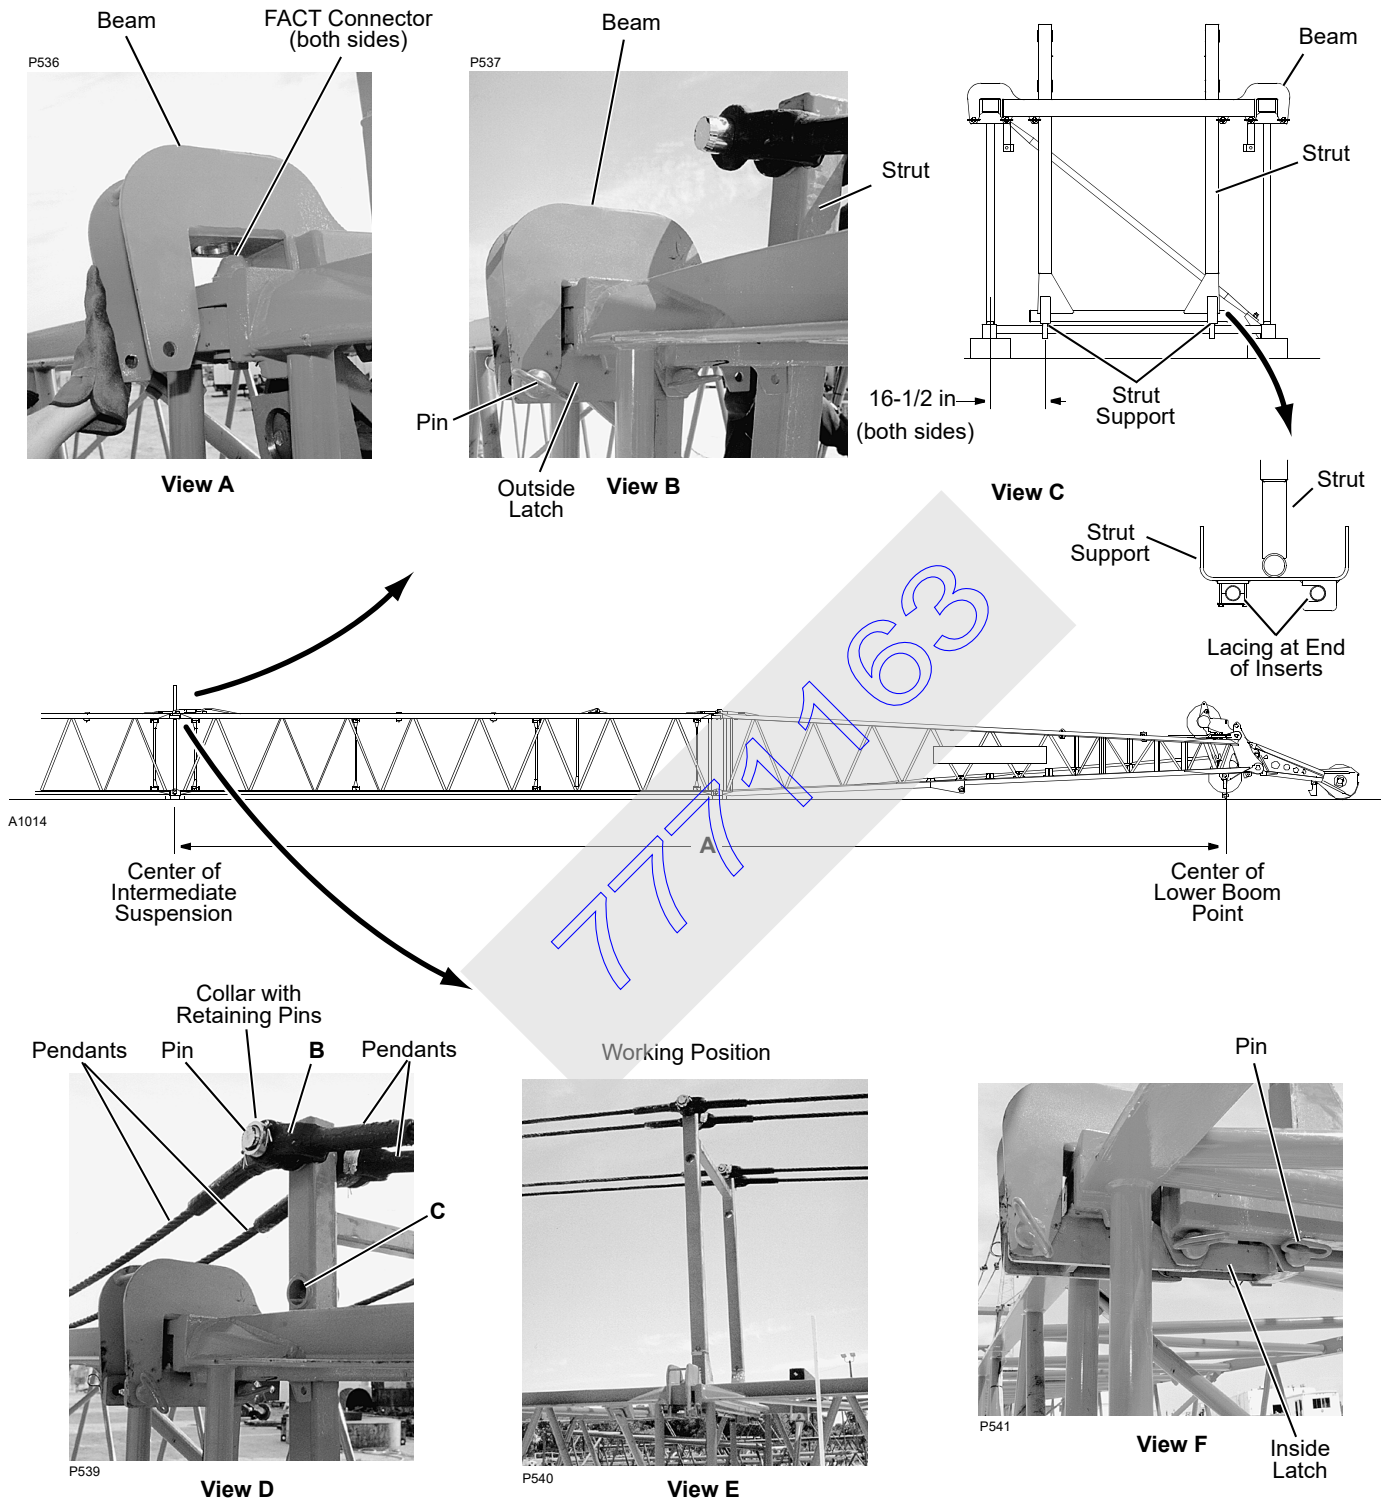 Beam
FACT Connector
(both sides)
P536
View A
Beam
P537
Strut
Pin
Outside
Latch
View B
Beam
Strut
16-1/2 in
(both sides)
Strut
Support
View C
Strut
Strut
Support
Lacing at End
of Inserts
7771163
A1014
A
Center of
Intermediate
Suspension
Center of
Lower Boom
Point
Collar with
Retaining Pins
Pendants
Pin
B
Pendants
C
P539
View D
Working Position
P540
View E
Pin
P541
View F
Inside
Latch